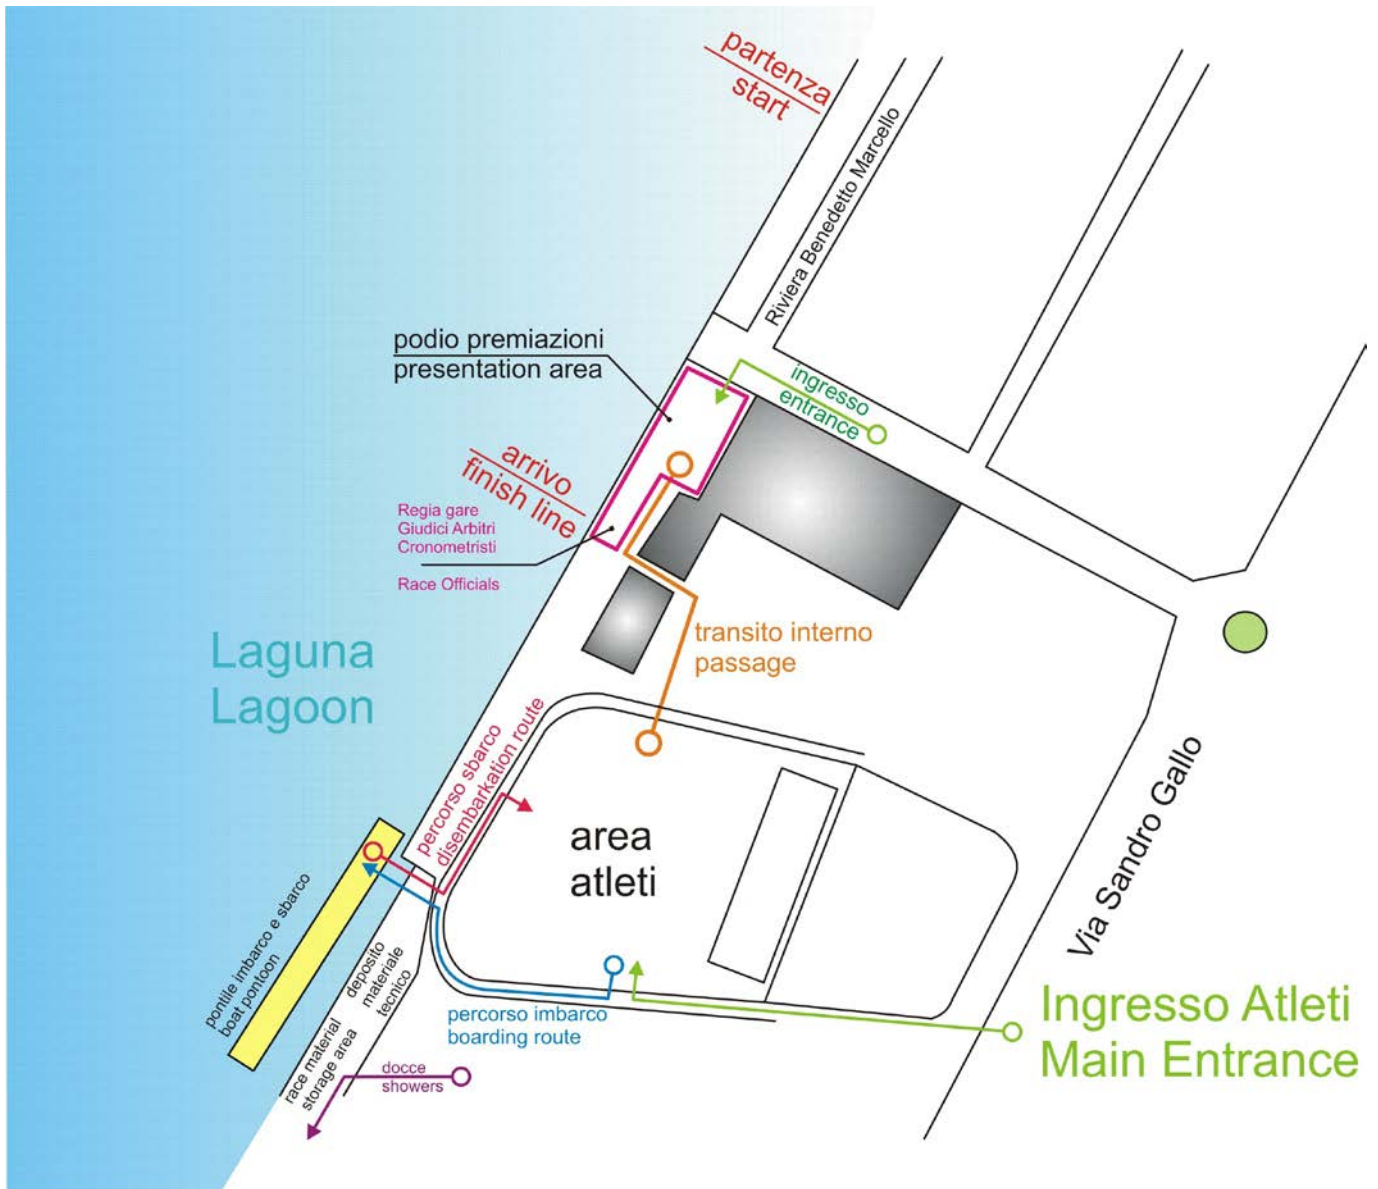 partenza
start
Riviera Benedetto Marcello
podio premiazioni
presentation area
ingresso
entrance
arrivo
finish line
Regia gare
Giudici Arbitri
Cronometristi
Race Officials
Laguna
Lagoon
transito interno
passage
percorso sbarco
disembarkation route
area
atleti
Via Sandro Gallo
pontile imbarco e sbarco
boat pontoon
deposito
materiale
tecnico
race material
storage area
percorso imbarco
boarding route
Ingresso Atleti
Main Entrance
docce
showers